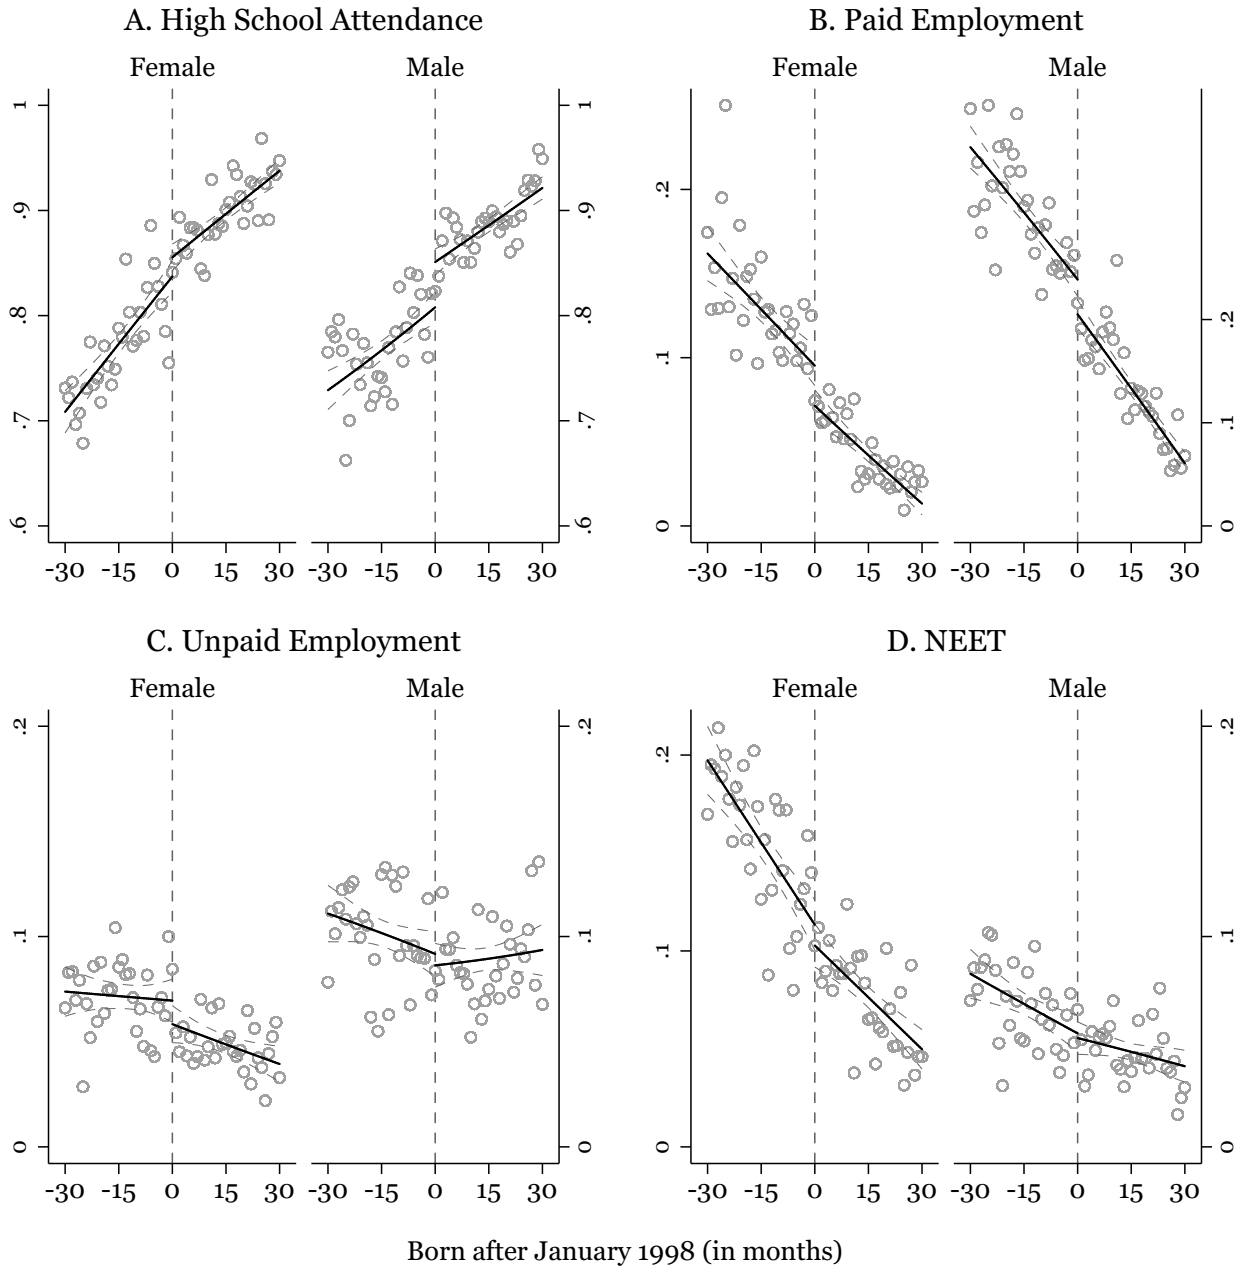 A. High School Attendance
Female Male
1 1
.9 .9
.8 .8
.7 .7
.6 .6
-30 -15 0 15 30 -30 -15 0 15 30
B. Paid Employment
Female Male
.2
.1 .2
.1
0 0
-30 -15 0 15 30 -30 -15 0 15 30
C. Unpaid Employment
Female Male
.2 .2
.1 .1
0 0
-30 -15 0 15 30 -30 -15 0 15 30
D. NEET
Female Male
.2 .2
.1 .1
0 0
-30 -15 0 15 30 -30 -15 0 15 30
Born after January 1998 (in months)